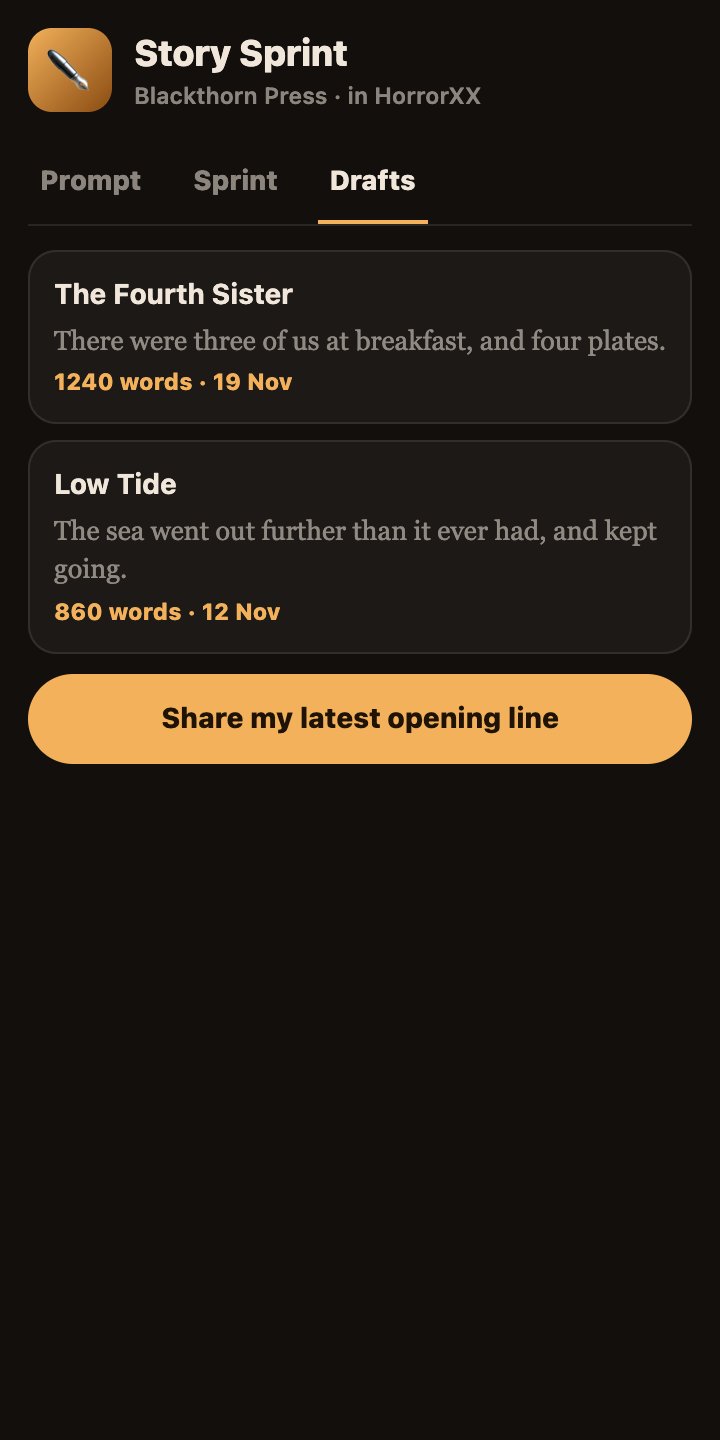 Story Sprint
Blackthorn Press · in HorrorXX
Prompt Sprint Drafts
The Fourth Sister
There were three of us at breakfast, and four plates.
1240 words · 19 Nov
Low Tide
The sea went out further than it ever had, and kept
going.
860 words · 12 Nov
Share my latest opening line